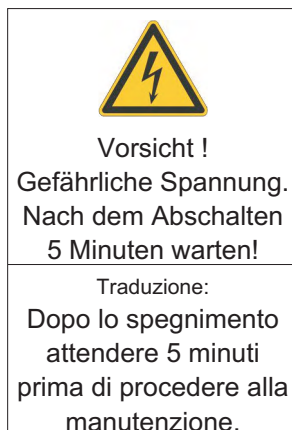 Vorsicht !
Gefährliche Spannung.
Nach dem Abschalten
5 Minuten warten!
Traduzione:
Dopo lo spegnimento
attendere 5 minuti
prima di procedere alla
manutenzione.